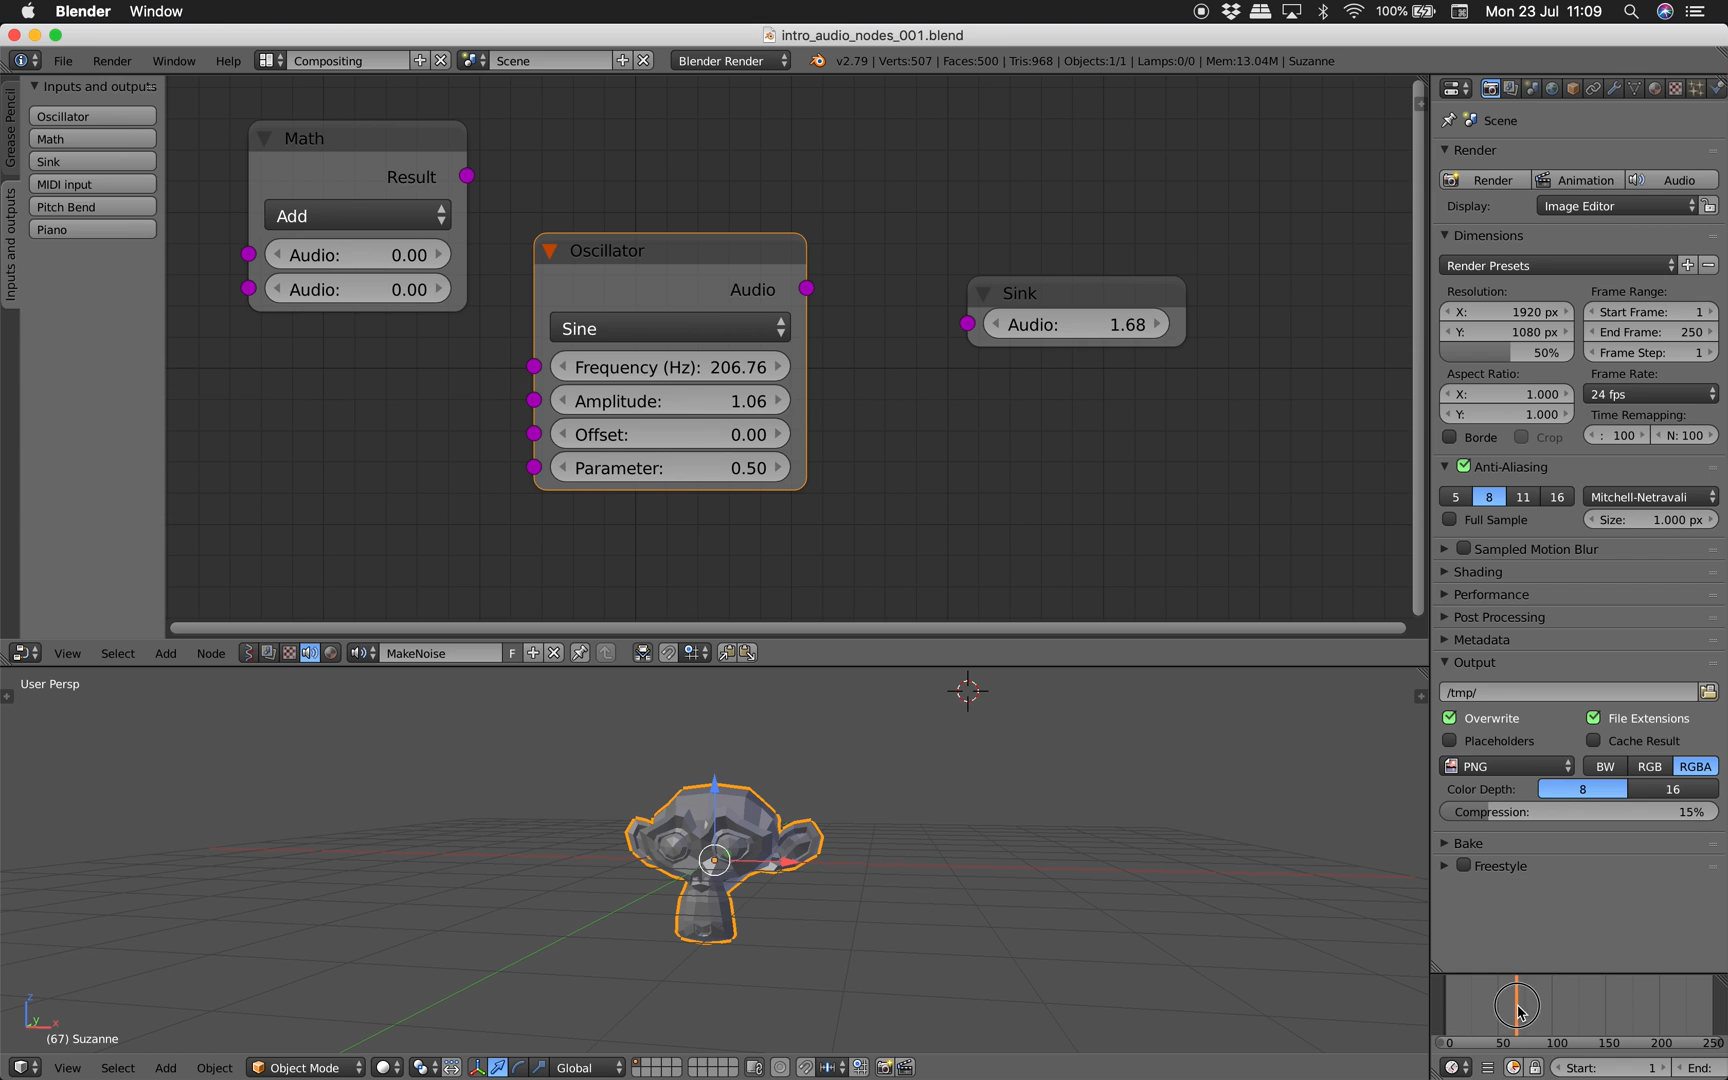 Blender Window 100% Mon 23 Jul 11:09
intro_audio_nodes_001.blend
File Render Window Help Compositing Scene Blender Render v2.79 | Verts:507 | Faces:500 | Tris:968 | Objects:1/1 | Lamps:0/0 | Mem:13.04M | Suzanne
Grease Pencil
Inputs and outputs
Inputs and outputs
Oscillator
Math
Sink
MIDI input
Pitch Bend
Piano
Math
Result
Add
Audio: 0.00
Audio: 0.00
Oscillator
Audio
Sine
Frequency (Hz): 206.76
Amplitude: 1.06
Offset: 0.00
Parameter: 0.50
Sink
Audio: 1.68
View Select Add Node MakeNoise F
User Persp
z
y
x
(67) Suzanne
View Select Add Object Object Mode Global
Scene
Render
Render Animation Audio
Display: Image Editor
Dimensions
Render Presets
Resolution: Frame Range:
X: 1920 px Start Frame: 1
Y: 1080 px End Frame: 250
50% Frame Step: 1
Aspect Ratio: Frame Rate:
X: 1.000 24 fps
Y: 1.000 Time Remapping:
Borde Crop : 100 N: 100
Anti-Aliasing
5 8 11 16 Mitchell-Netravali
Full Sample Size: 1.000 px
Sampled Motion Blur
Shading
Performance
Post Processing
Metadata
Output
/tmp/
Overwrite File Extensions
Placeholders Cache Result
PNG BW RGB RGBA
Color Depth: 8 16
Compression: 15%
Bake
Freestyle
0 50 100 150 200 250
Start: 1 End: